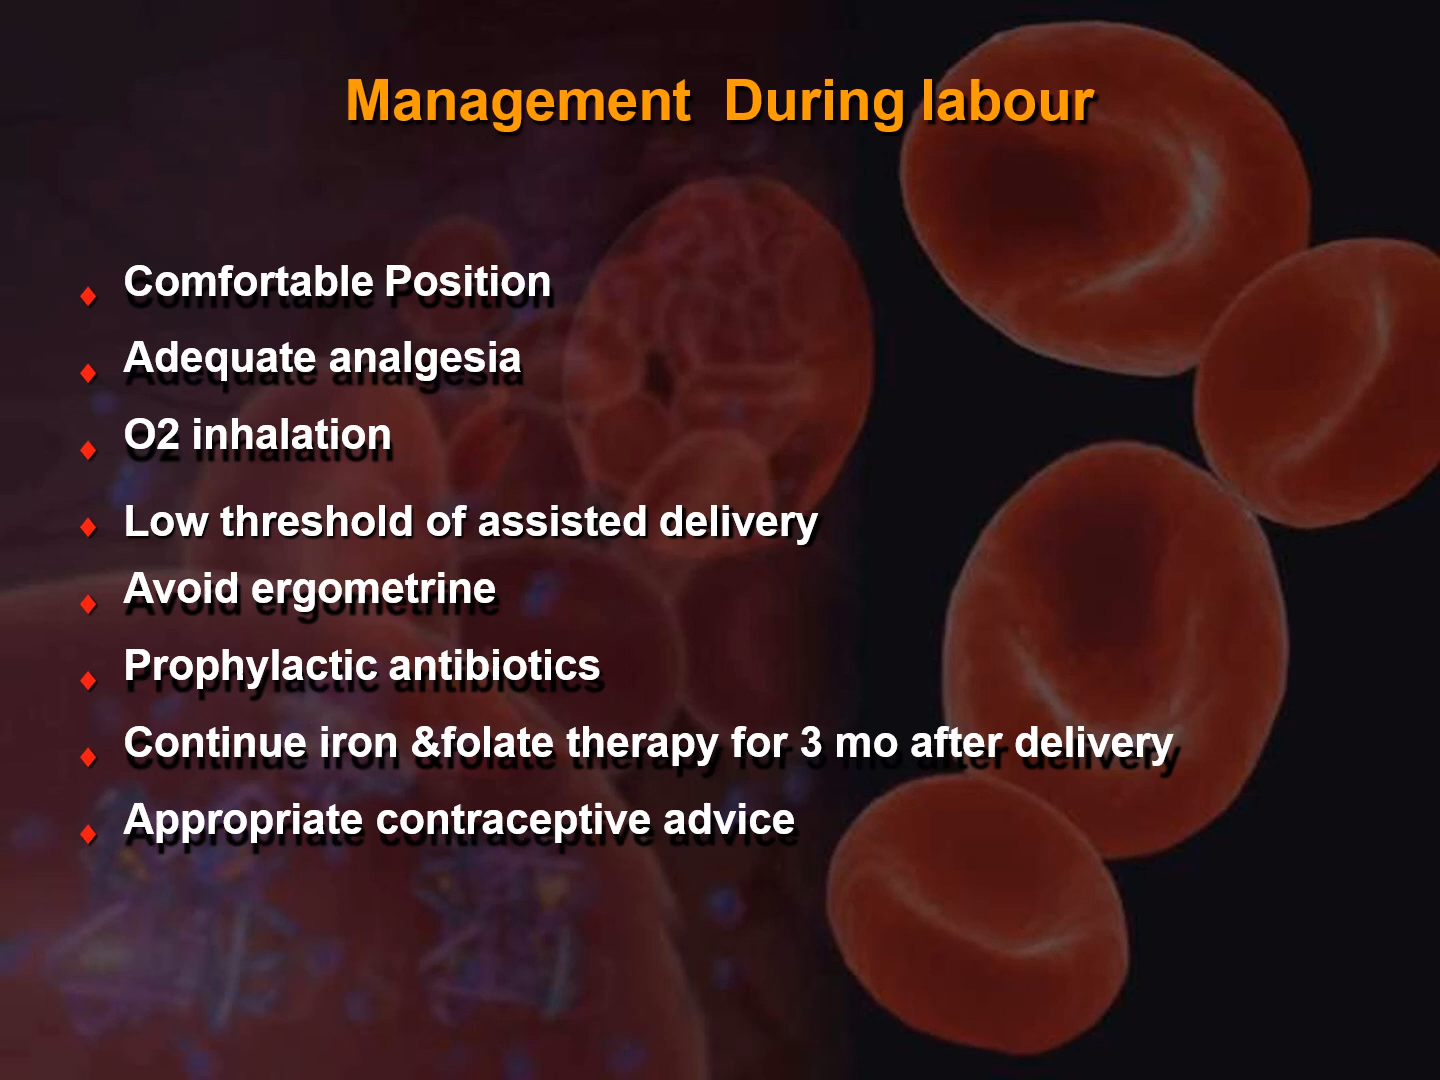 Management During labour
Comfortable Position
Adequate analgesia
O2 inhalation
Low threshold of assisted delivery
Avoid ergometrine
Prophylactic antibiotics
Continue iron &folate therapy for 3 mo after delivery
Appropriate contraceptive advice